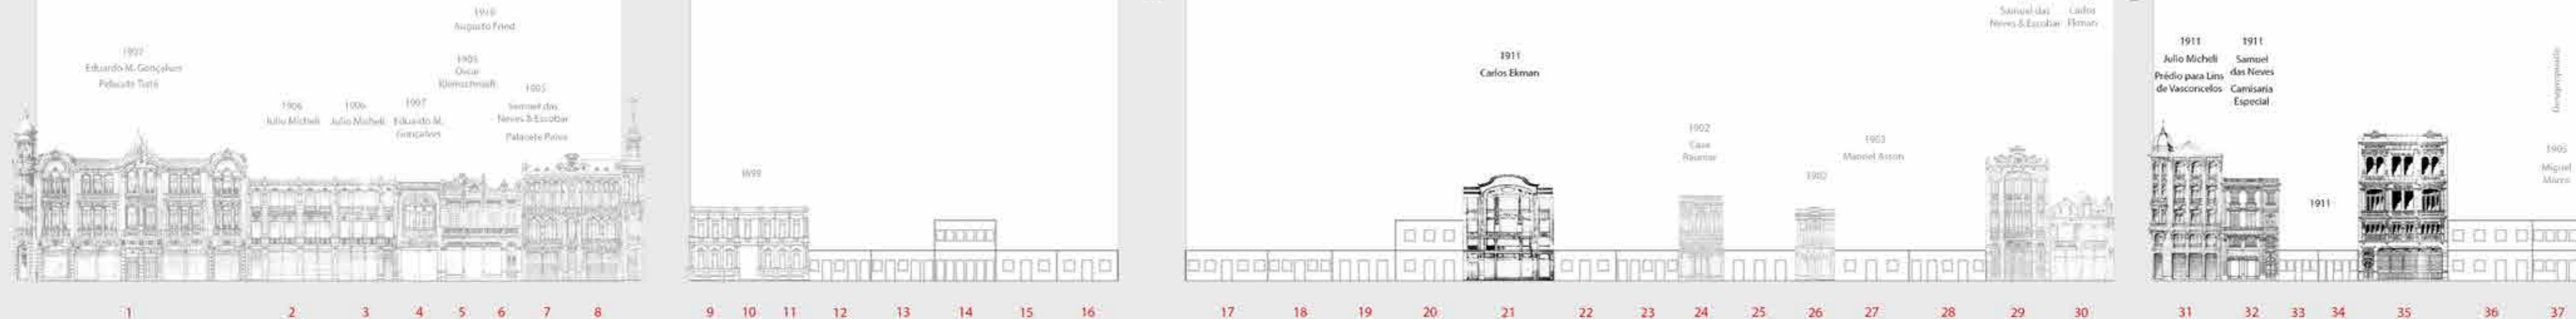 1907
Eduardo M. Gonçalves
Palacete Tietê
1906
Julio Micheli
1906
Julio Micheli
1907
Eduardo M.
Gonçalves
1910
Augusto Fried
1905
Oscar
Kleinschmidt
1905
Samuel das
Neves & Escobar
Palacete Paiva
1 2 3 4 5 6 7 8
1899
9 10 11 12 13 14 15 16
1911
Carlos Ekman
1902
Casa
Raunier
1902
1903
Manoel Asson
Samuel das
Neves & Escobar
Carlos
Ekman
17 18 19 20 21 22 23 24 25 26 27 28 29 30
1911
Julio Micheli
Prédio para Lins
de Vasconcelos
1911
Samuel
das Neves
Camisaria
Especial
1911
Desapropriado
1905
Miguel
Marzo
31 32 33 34 35 36 37